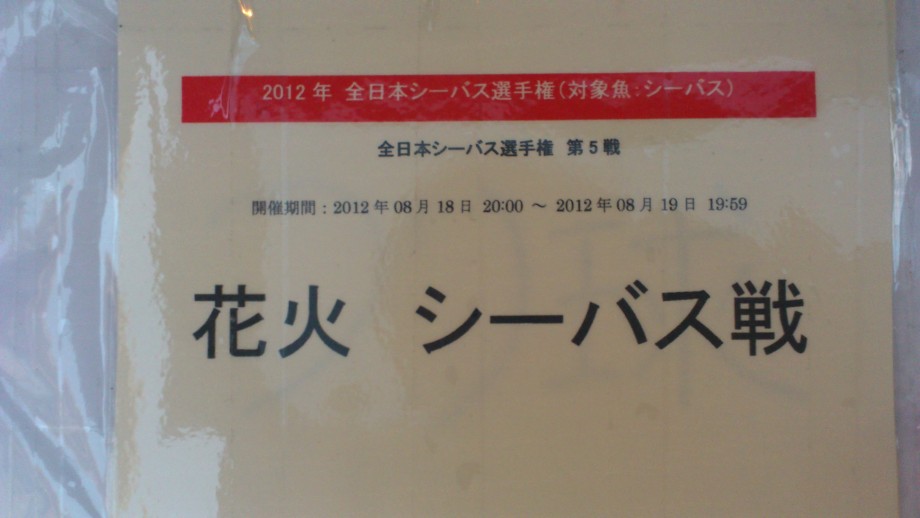 2012 年 全日本シーバス選手権(対象魚:シーバス)
全日本シーバス選手権 第5戦
開催期間:2012 年 08 月 18 日 20:00 ~ 2012 年 08 月 19 日 19:59
花火 シーバス戦